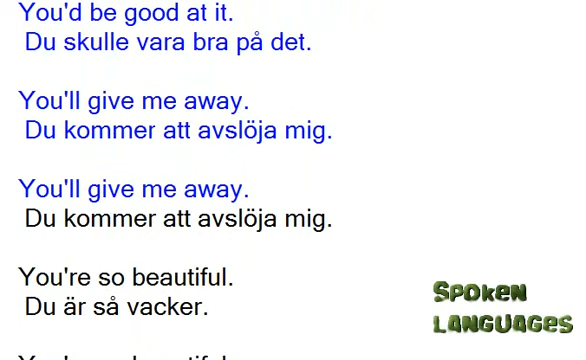 You'd be good at it.
Du skulle vara bra på det.
You'll give me away.
Du kommer att avslöja mig.
You'll give me away.
Du kommer att avslöja mig.
You're so beautiful.
Du är så vacker.
Spoken
Languages